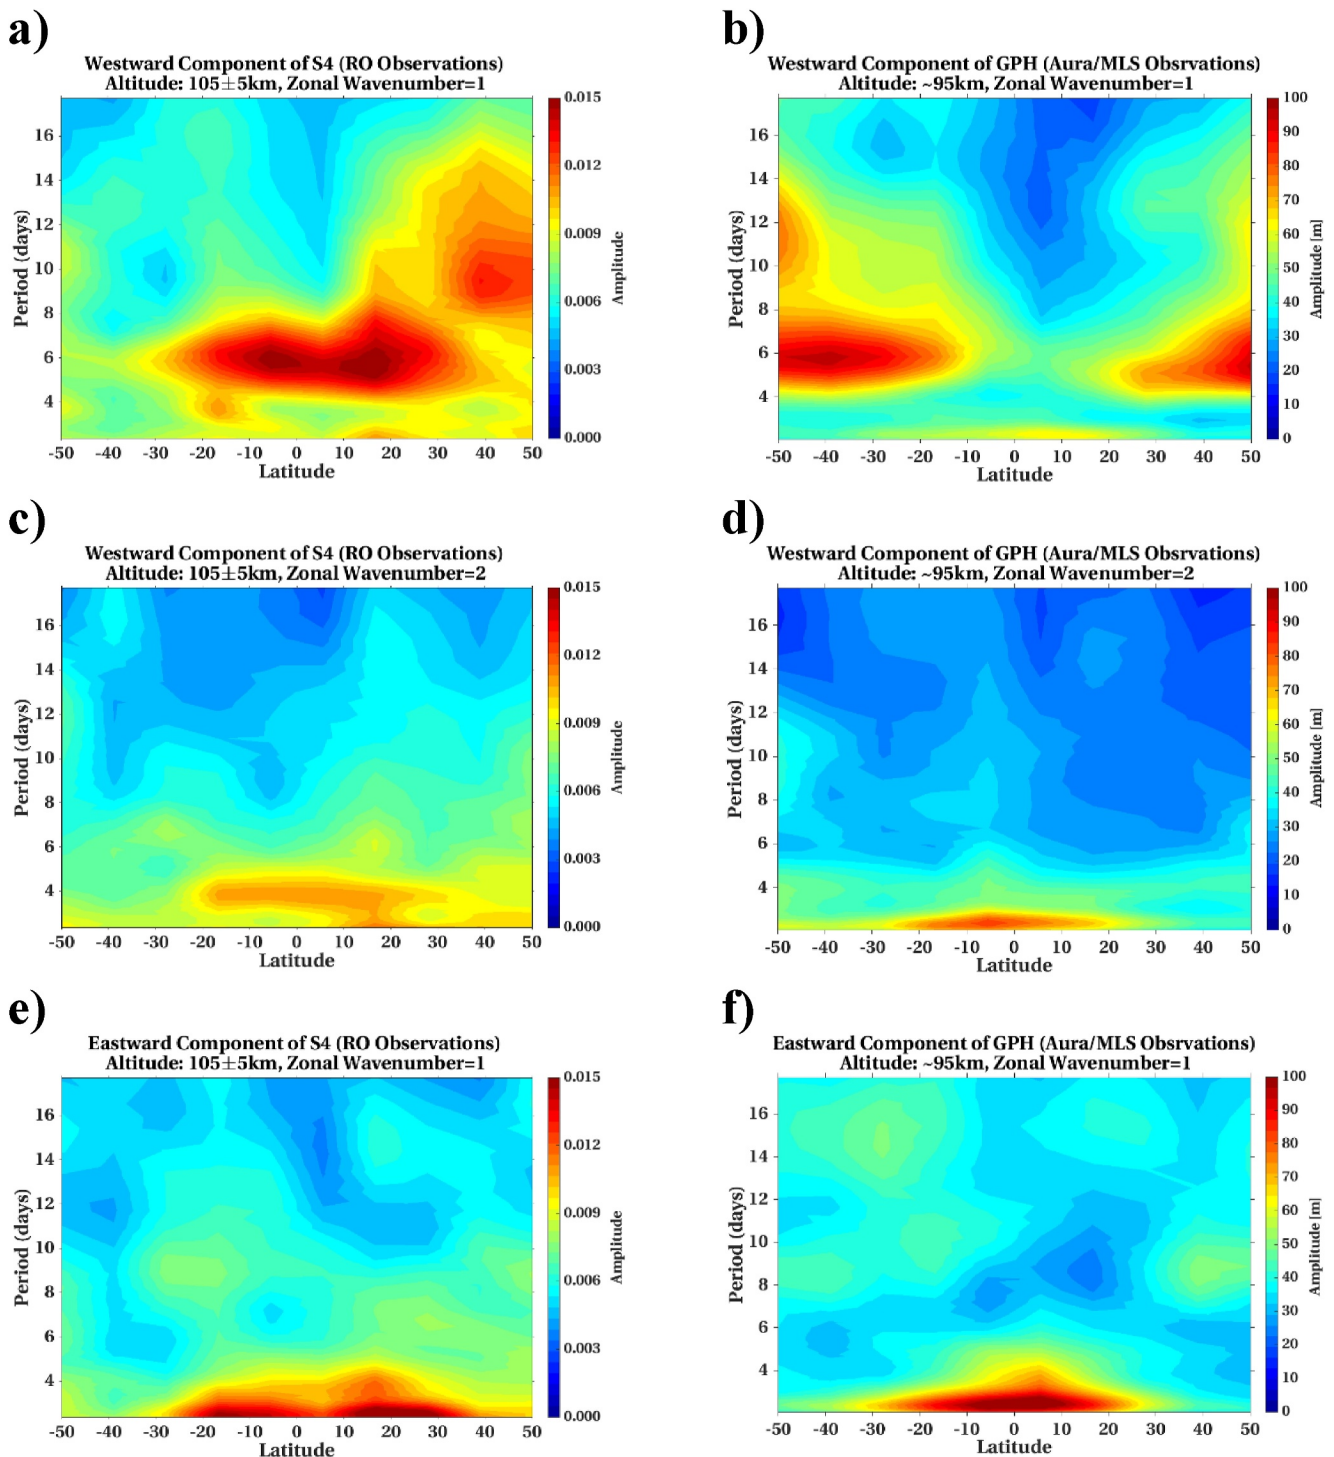 a)
Westward Component of S4 (RO Observations)
Altitude: 105±5km, Zonal Wavenumber=1
Period (days)
16
14
12
10
8
6
4
-50 -40 -30 -20 -10 0 10 20 30 40 50
Latitude
0.015
0.012
0.009
0.006
0.003
0.000
Amplitude
b)
Westward Component of GPH (Aura/MLS Obsrvations)
Altitude: ~95km, Zonal Wavenumber=1
Period (days)
16
14
12
10
8
6
4
-50 -40 -30 -20 -10 0 10 20 30 40 50
Latitude
100
90
80
70
60
50
40
30
20
10
0
Amplitude [m]
c)
Westward Component of S4 (RO Observations)
Altitude: 105±5km, Zonal Wavenumber=2
Period (days)
16
14
12
10
8
6
4
-50 -40 -30 -20 -10 0 10 20 30 40 50
Latitude
0.015
0.012
0.009
0.006
0.003
0.000
Amplitude
d)
Westward Component of GPH (Aura/MLS Obsrvations)
Altitude: ~95km, Zonal Wavenumber=2
Period (days)
16
14
12
10
8
6
4
-50 -40 -30 -20 -10 0 10 20 30 40 50
Latitude
100
90
80
70
60
50
40
30
20
10
0
Amplitude [m]
e)
Eastward Component of S4 (RO Observations)
Altitude: 105±5km, Zonal Wavenumber=1
Period (days)
16
14
12
10
8
6
4
-50 -40 -30 -20 -10 0 10 20 30 40 50
Latitude
0.015
0.012
0.009
0.006
0.003
0.000
Amplitude
f)
Eastward Component of GPH (Aura/MLS Obsrvations)
Altitude: ~95km, Zonal Wavenumber=1
Period (days)
16
14
12
10
8
6
4
-50 -40 -30 -20 -10 0 10 20 30 40 50
Latitude
100
90
80
70
60
50
40
30
20
10
0
Amplitude [m]